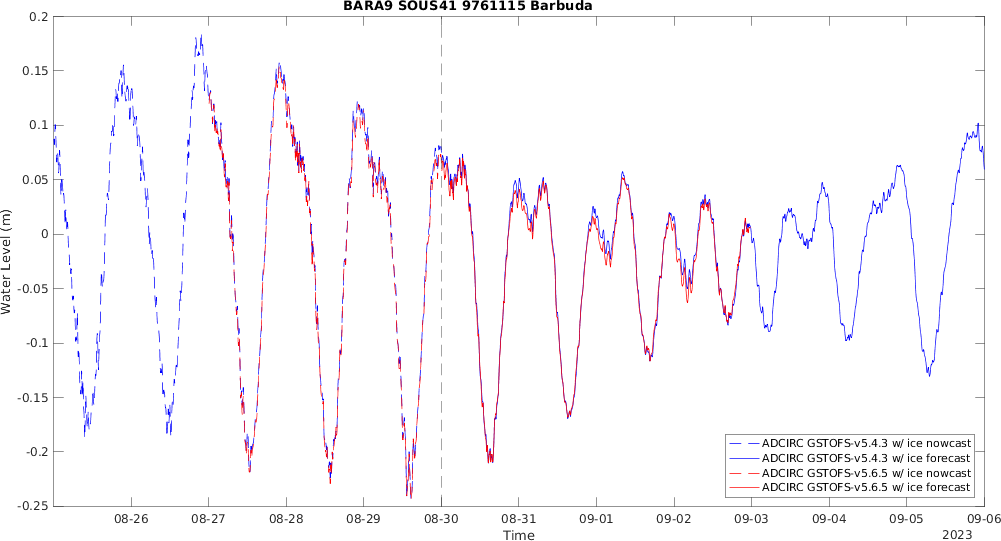 BARA9 SOUS41 9761115 Barbuda
0.2
0.15
0.1
0.05
0
-0.05
-0.1
-0.15
-0.2
-0.25
Water Level (m)
ADCIRC GSTOFS-v5.4.3 w/ ice nowcast
ADCIRC GSTOFS-v5.4.3 w/ ice forecast
ADCIRC GSTOFS-v5.6.5 w/ ice nowcast
ADCIRC GSTOFS-v5.6.5 w/ ice forecast
08-26 08-27 08-28 08-29 08-30 08-31 09-01 09-02 09-03 09-04 09-05 09-06
Time
2023